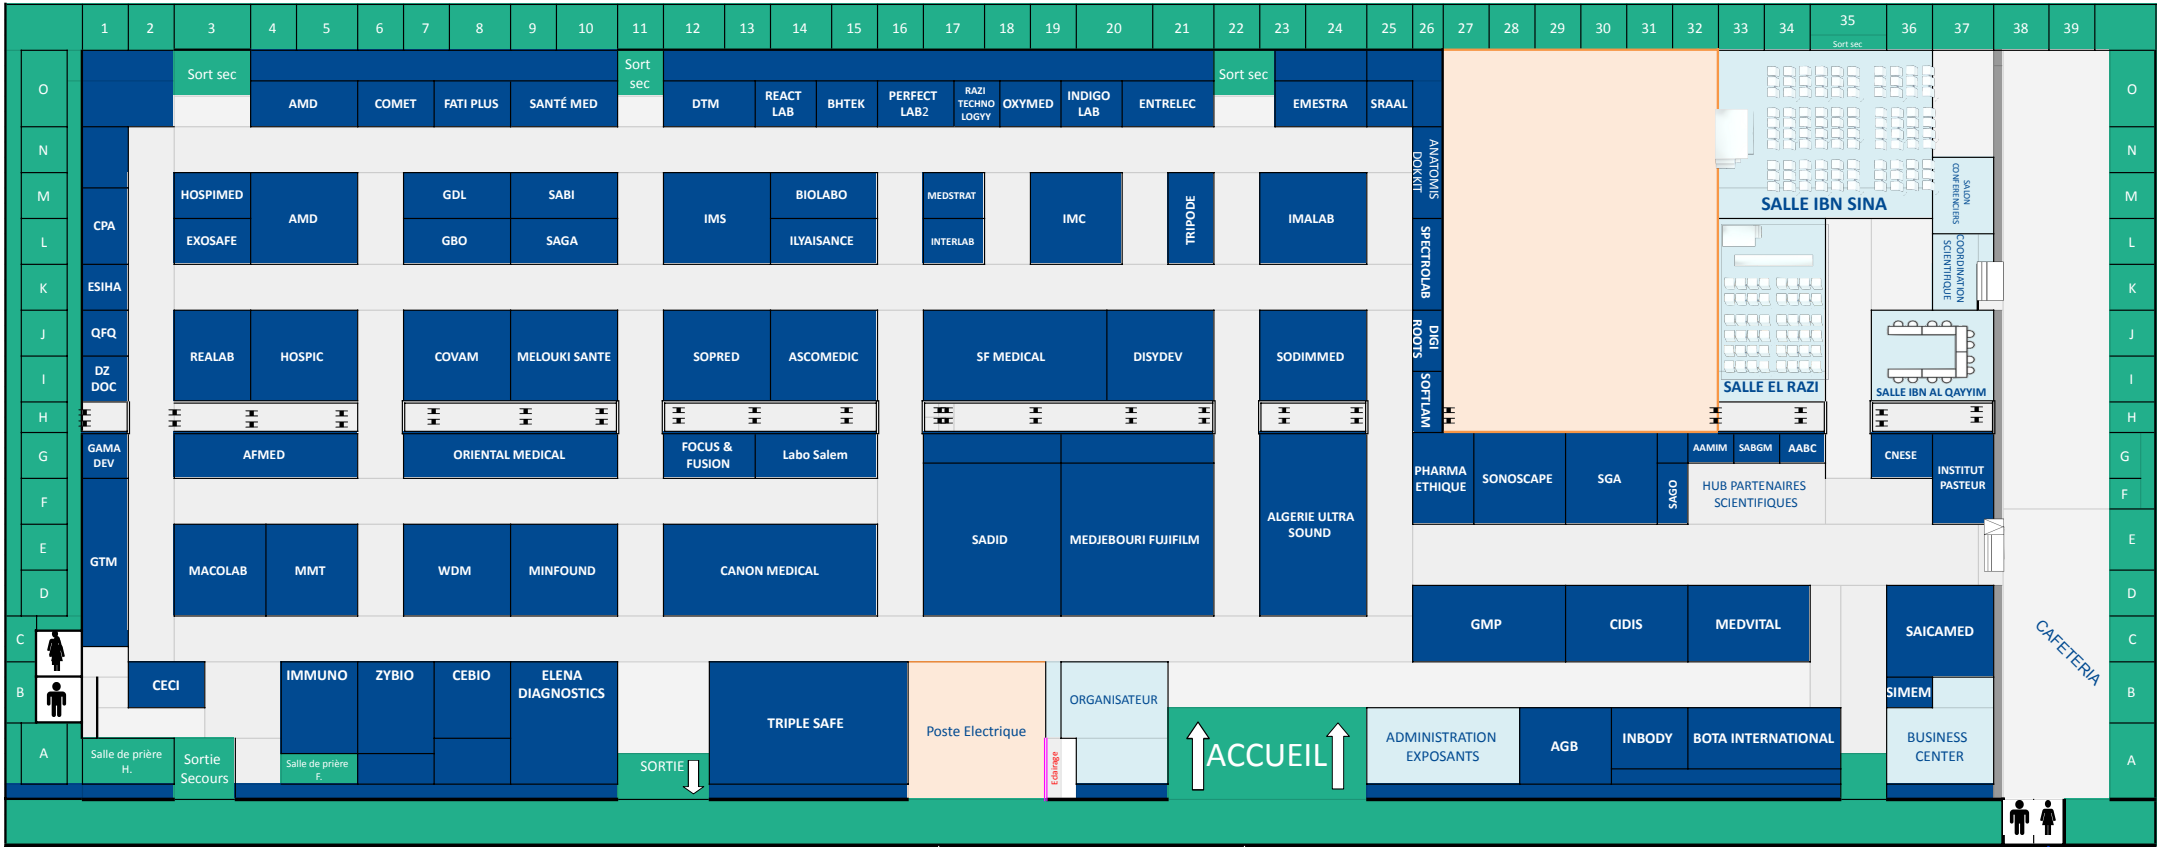 1 2 3 4 5 6 7 8 9 10 11 12 13 14 15 16 17 18 19 20 21 22 23 24 25 26 27 28 29 30 31 32 33 34 35 36 37 38 39
Sort sec
O
Sort sec
Sort
sec
Sort sec
O
AMD
COMET
FATI PLUS
SANTÉ MED
DTM
REACT
LAB
BHTEK
PERFECT
LAB2
RAZI
TECHNO
LOGYY
OXYMED
INDIGO
LAB
ENTRELEC
EMESTRA
SRAAL
N
ANATOMIS
DOKKIT
N
M
HOSPIMED
AMD
GDL
SABI
IMS
BIOLABO
MEDSTRAT
IMC
TRIPODE
IMALAB
SALLE IBN SINA
SALON
CONFERENCIERS
M
CPA
L
EXOSAFE
GBO
SAGA
ILYAISANCE
INTERLAB
SPECTROLAB
L
K
ESIHA
COORDINATION
SCIENTIFIQUE
K
J
QFQ
REALAB
HOSPIC
COVAM
MELOUKI SANTE
SOPRED
ASCOMEDIC
SF MEDICAL
DISYDEV
SODIMMED
DIGI
ROOTS
J
I
DZ
DOC
SOFTLAM
SALLE EL RAZI
SALLE IBN AL QAYYIM
I
H
H
G
GAMA
DEV
AFMED
ORIENTAL MEDICAL
FOCUS &
FUSION
Labo Salem
PHARMA
ETHIQUE
SONOSCAPE
SGA
SAGO
AAMIM
SABGM
AABC
CNESE
INSTITUT
PASTEUR
G
F
HUB PARTENAIRES
SCIENTIFIQUES
F
E
GTM
MACOLAB
MMT
WDM
MINFOUND
CANON MEDICAL
SADID
MEDJEBOURI FUJIFILM
ALGERIE ULTRA
SOUND
E
D
D
C
GMP
CIDIS
MEDVITAL
SAICAMED
CAFETERIA
C
B
CECI
IMMUNO
ZYBIO
CEBIO
ELENA
DIAGNOSTICS
TRIPLE SAFE
Poste Electrique
ORGANISATEUR
SIMEM
B
A
Salle de prière
H.
Sortie
Secours
Salle de prière
F.
SORTIE
Eclairage
ACCUEIL
ADMINISTRATION
EXPOSANTS
AGB
INBODY
BOTA INTERNATIONAL
BUSINESS
CENTER
A